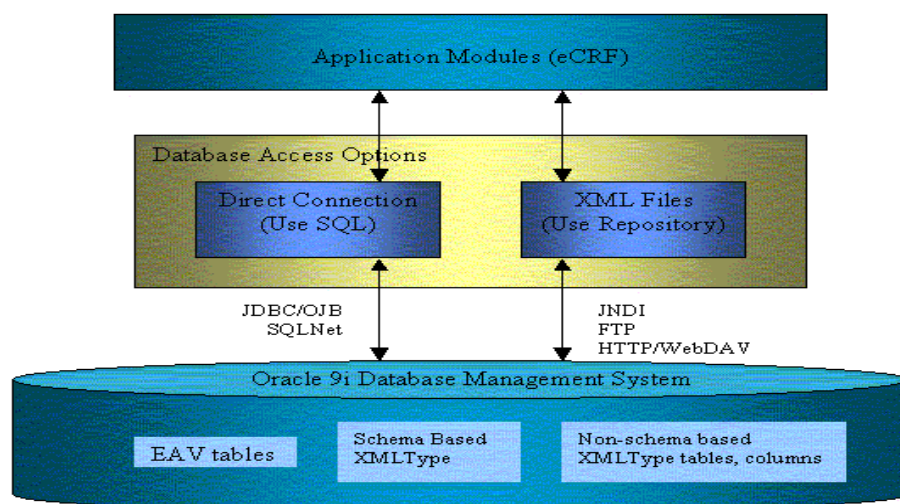 Application Modules (eCRF)
Database Access Options
Direct Connection
(Use SQL)
XML Files
(Use Repository)
JDBC/OJB
SQLNet
JNDI
FTP
HTTP/WebDAV
Oracle 9i Database Management System
EAV tables
Schema Based
XMLType
Non-schema based
XMLType tables, columns